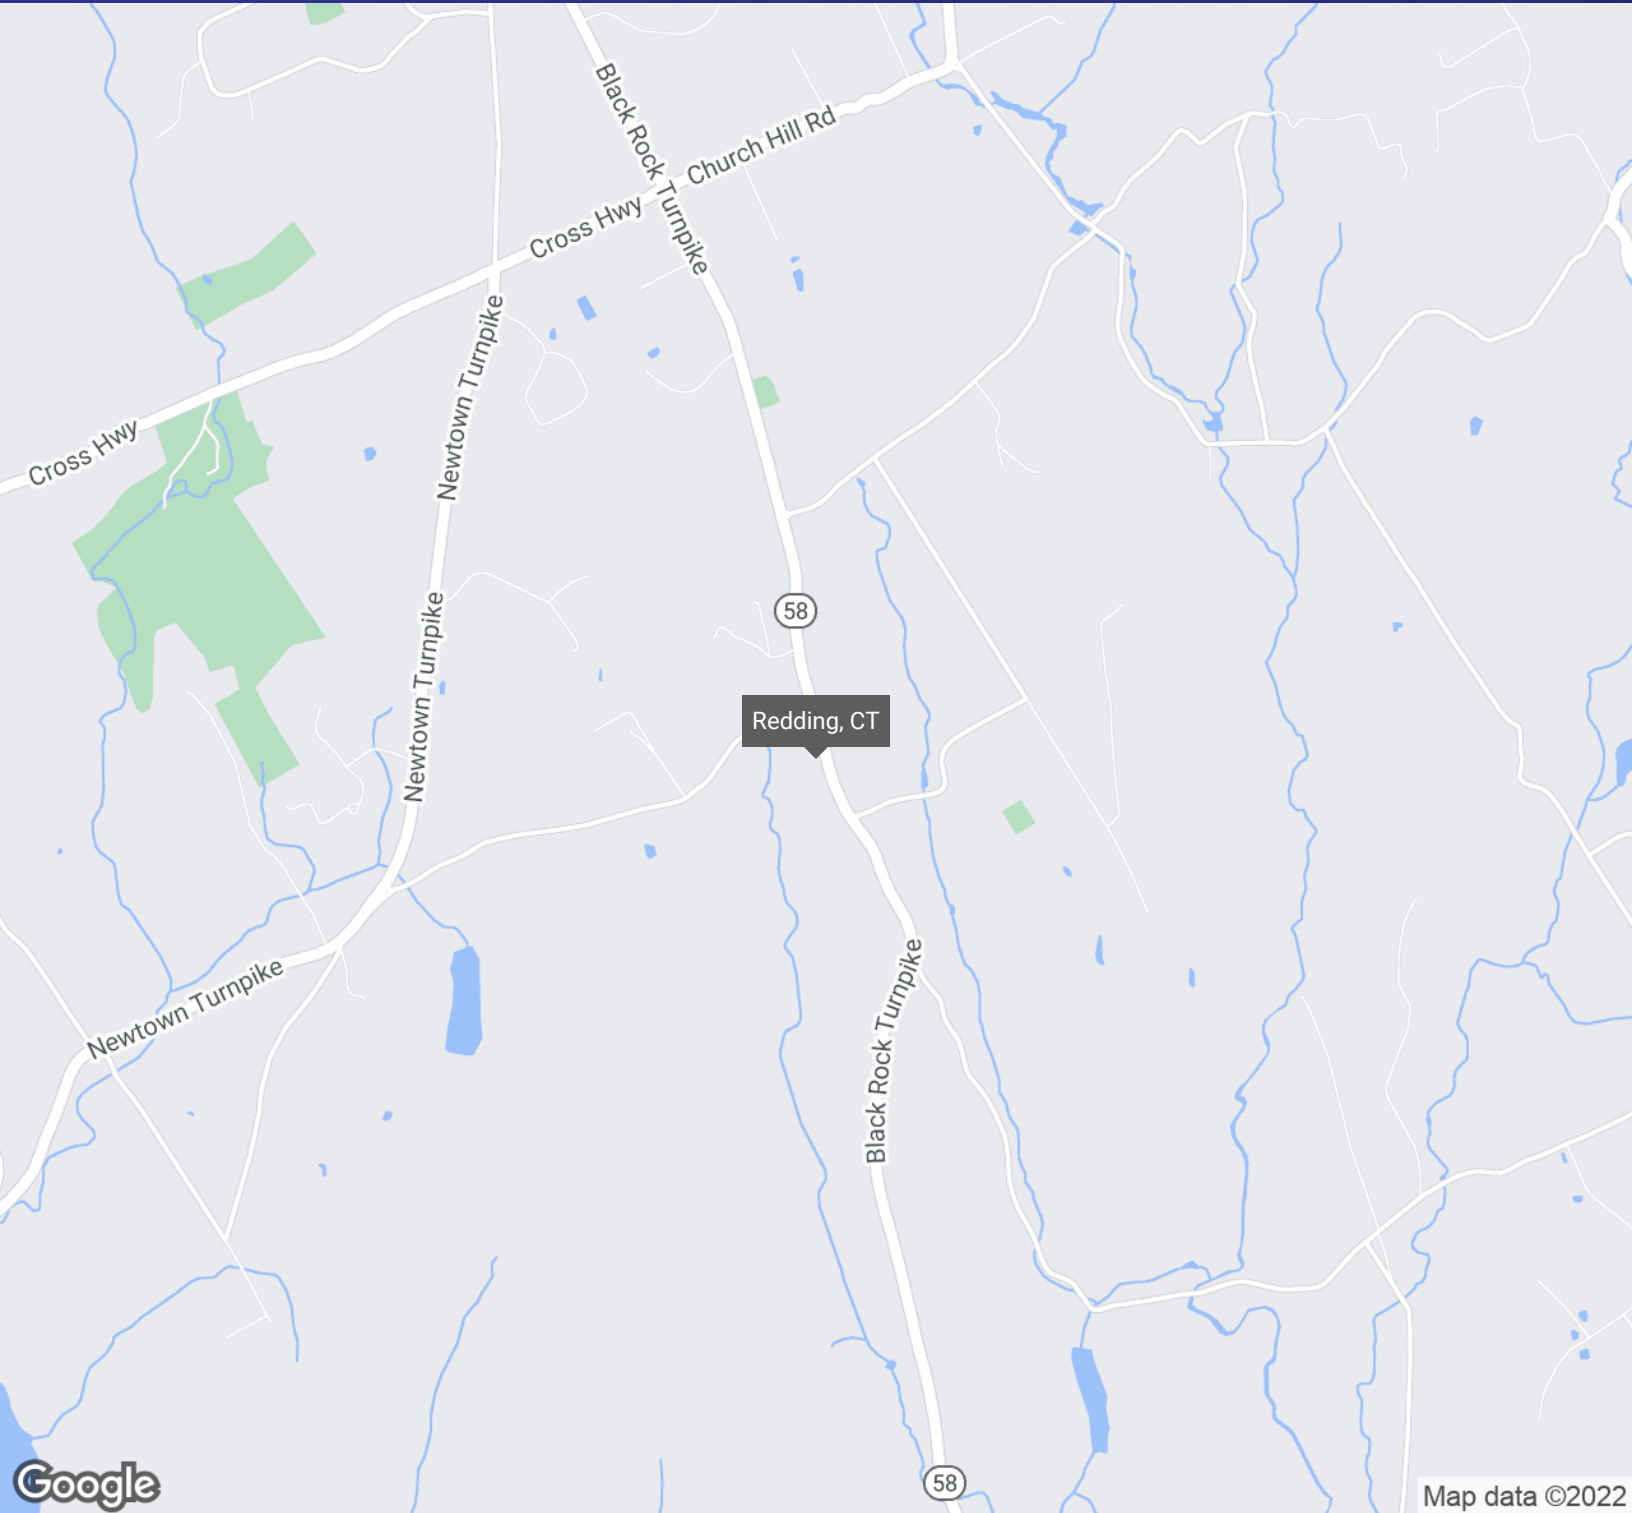 Black Rock Turnpike
Church Hill Rd
Cross Hwy
Newtown Turnpike
Cross Hwy
58
Newtown Turnpike
Redding, CT
Black Rock Turnpike
Newtown Turnpike
58
Google
Map data ©2022